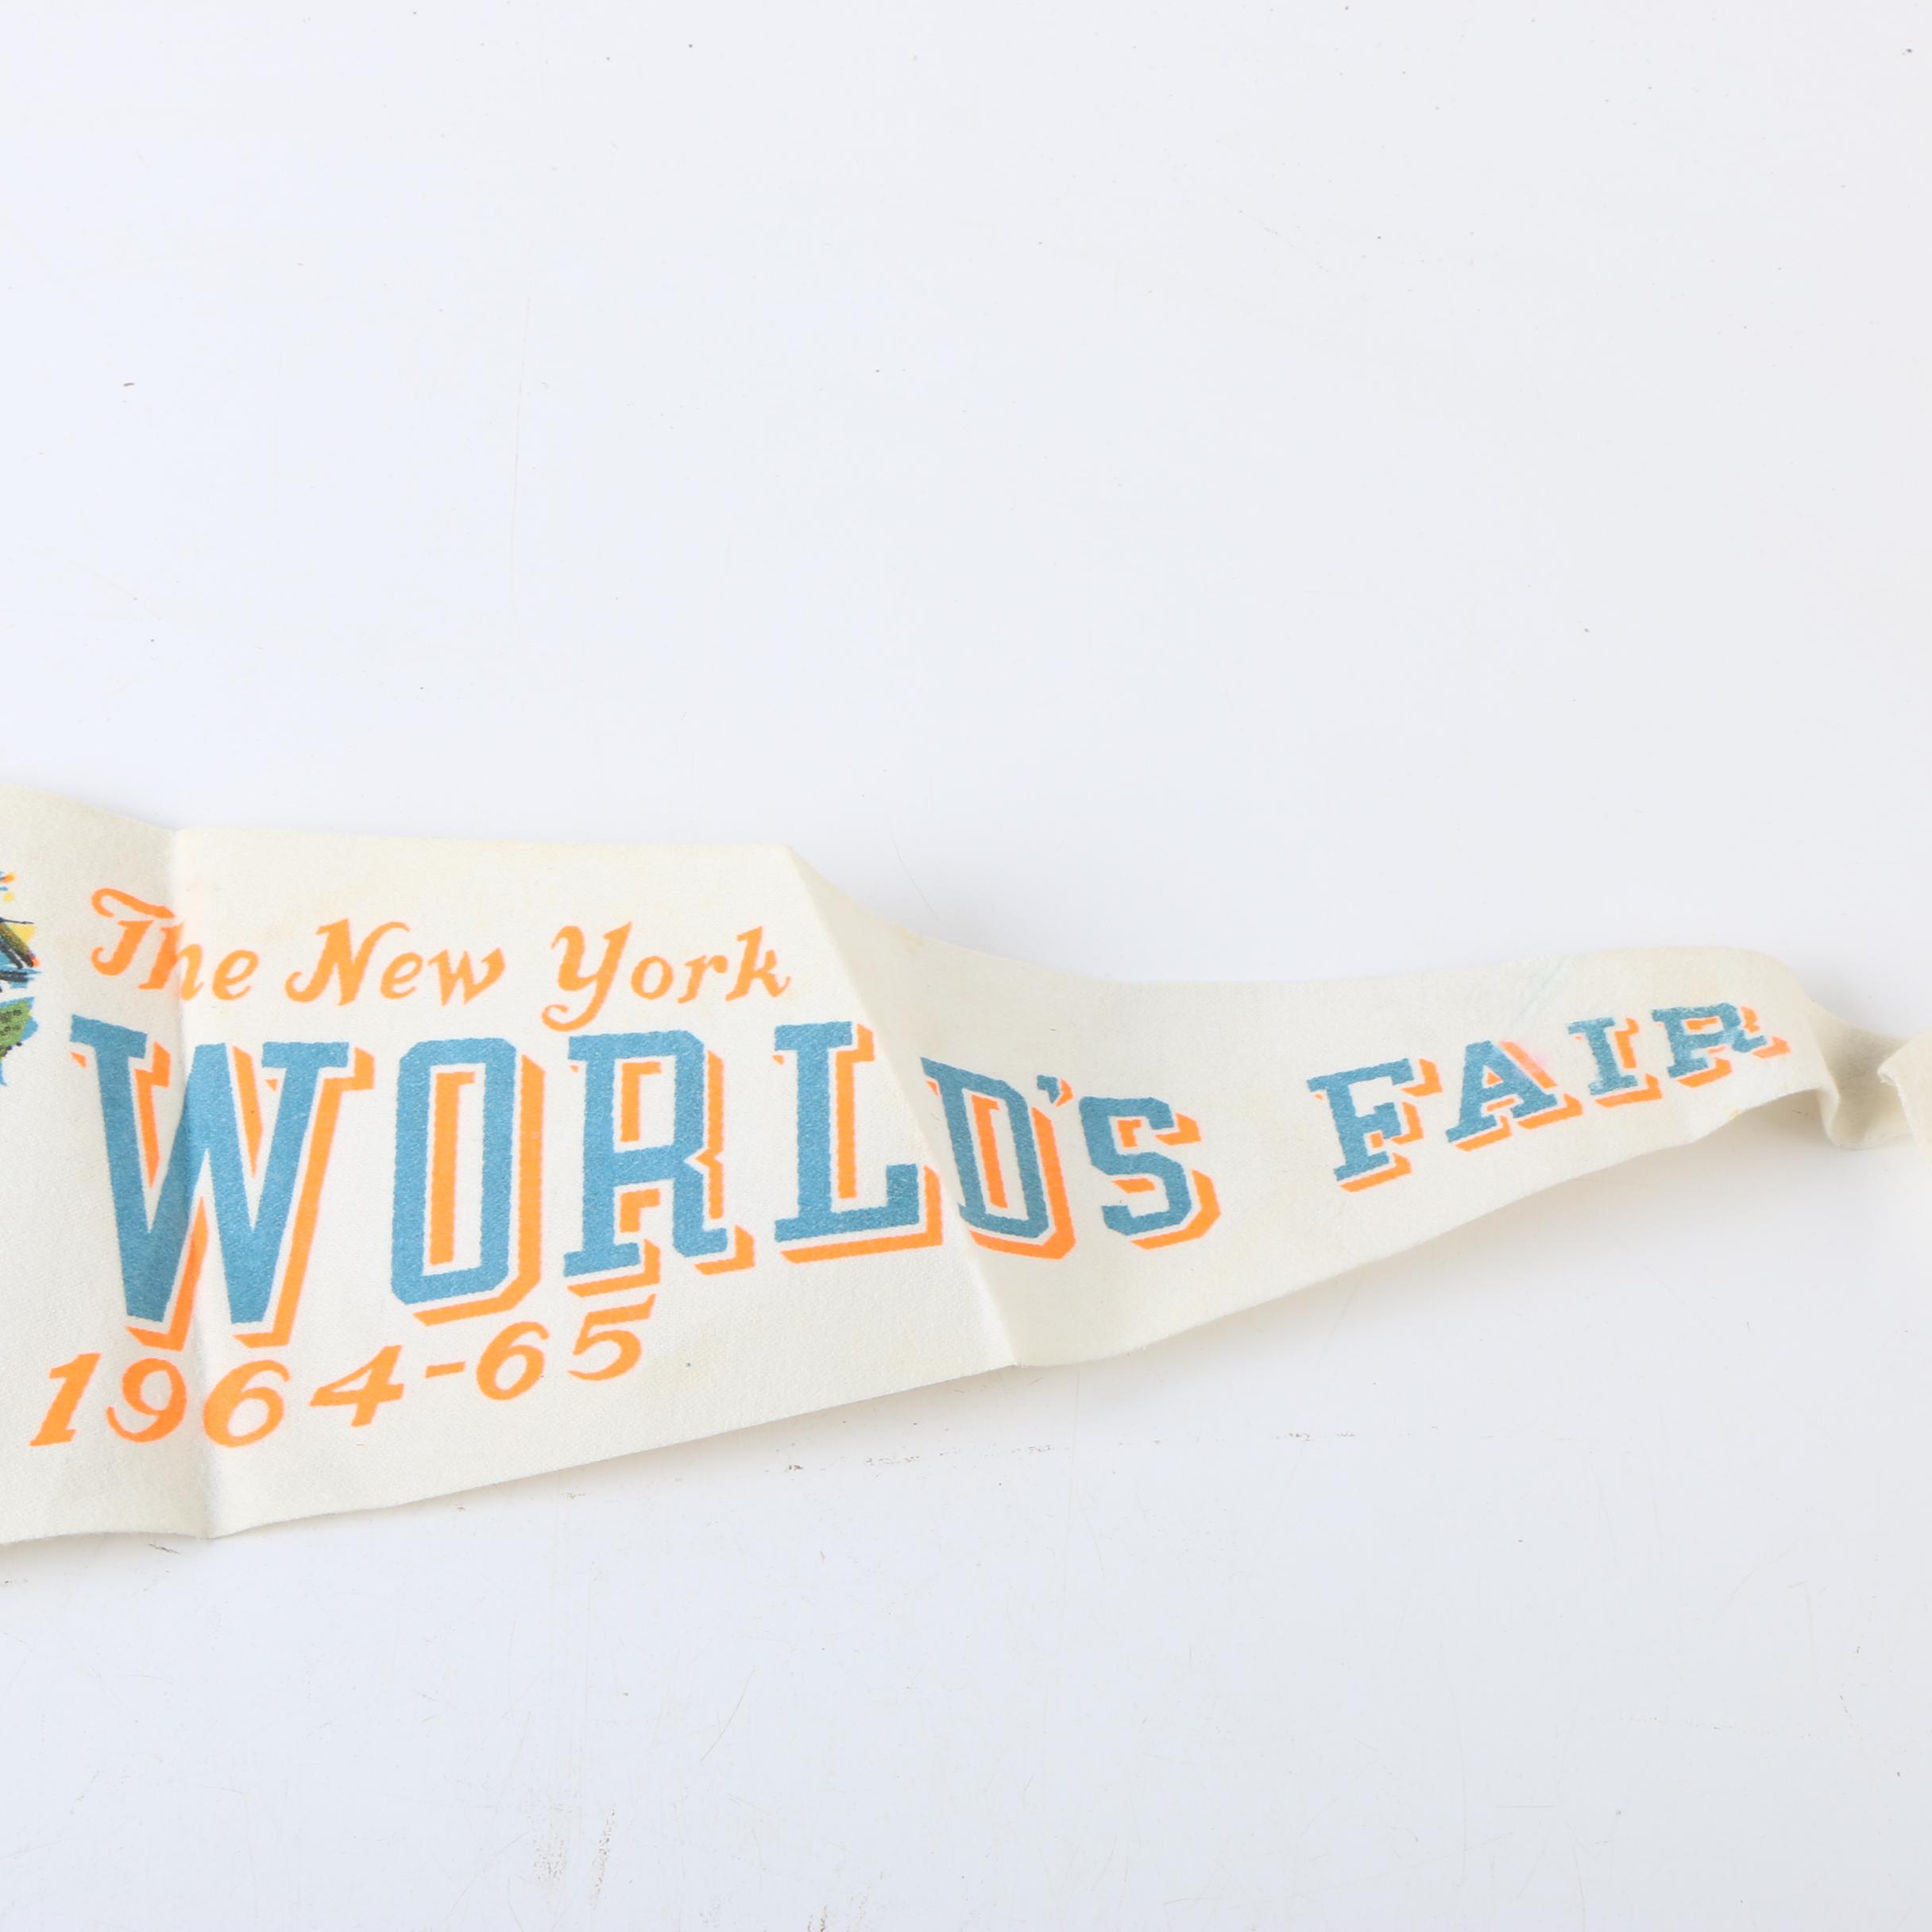 The New York
WORLD'S FAIR
1964-65